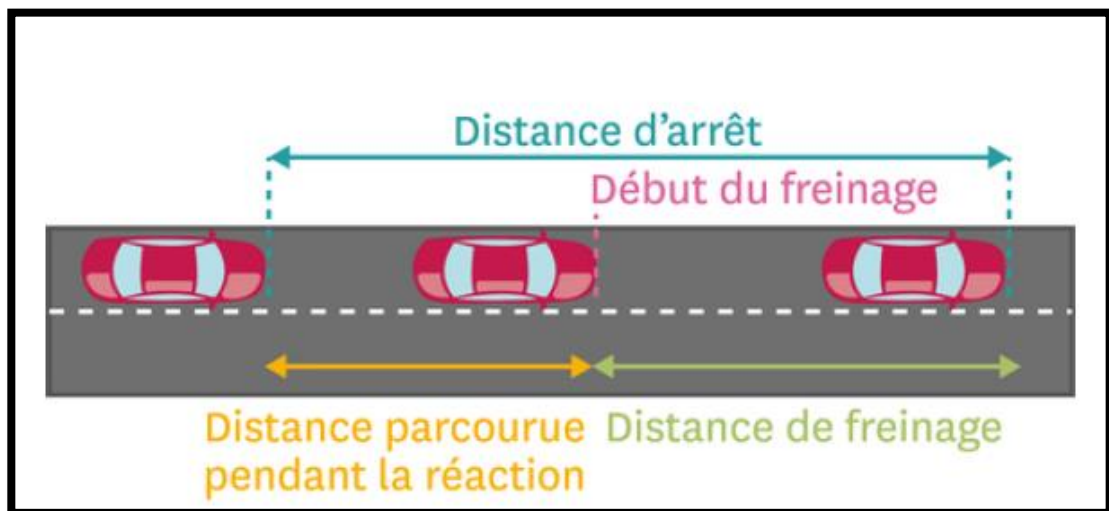 Distance d'arrêt
Début du freinage
Distance parcourue
pendant la réaction
Distance de freinage